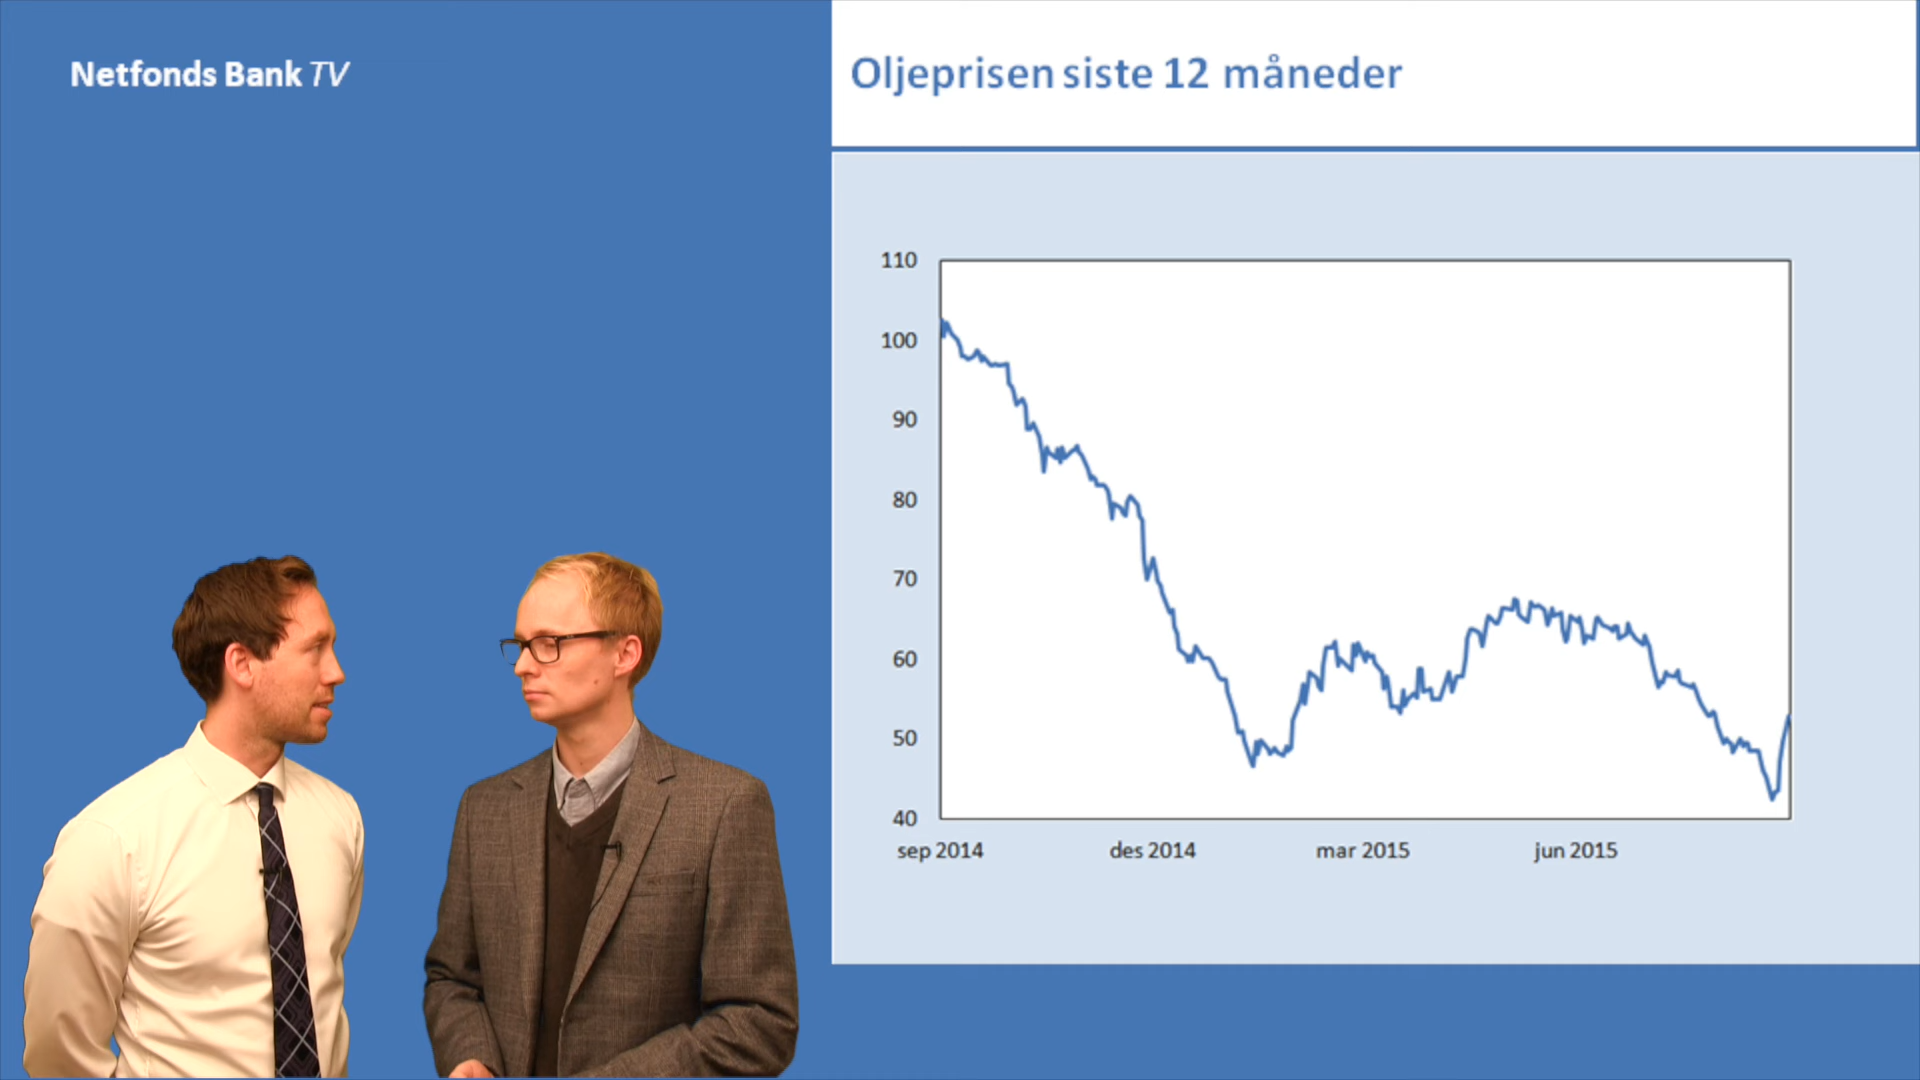 Netfonds Bank TV
Oljeprisen siste 12 måneder
110
100
90
80
70
60
50
40
sep 2014
des 2014
mar 2015
jun 2015